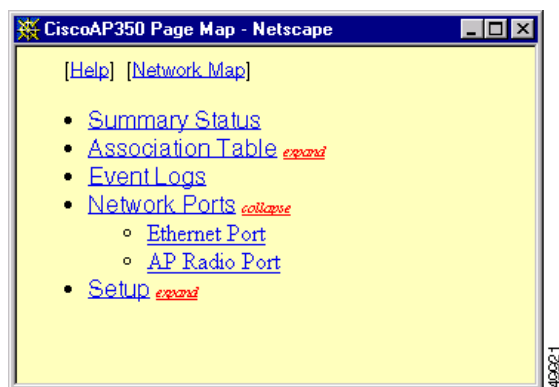 CiscoAP350 Page Map - Netscape
[Help] [Network Map]
• Summary Status
• Association Table expand
• Event Logs
• Network Ports collapse
◦ Ethernet Port
◦ AP Radio Port
• Setup expand
49921